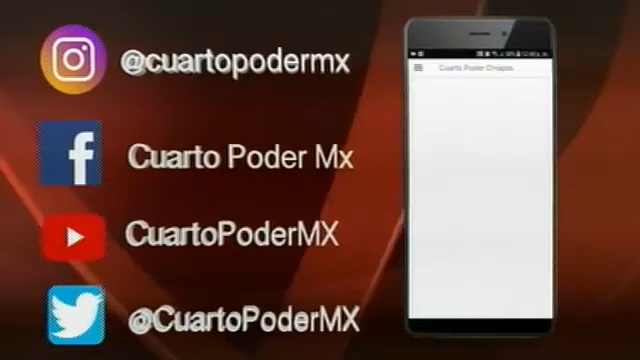 @cuartopodermx
Cuarto Poder Mx
CuartoPoderMX
@CuartoPoderMX
Cuarto Poder Chiapas